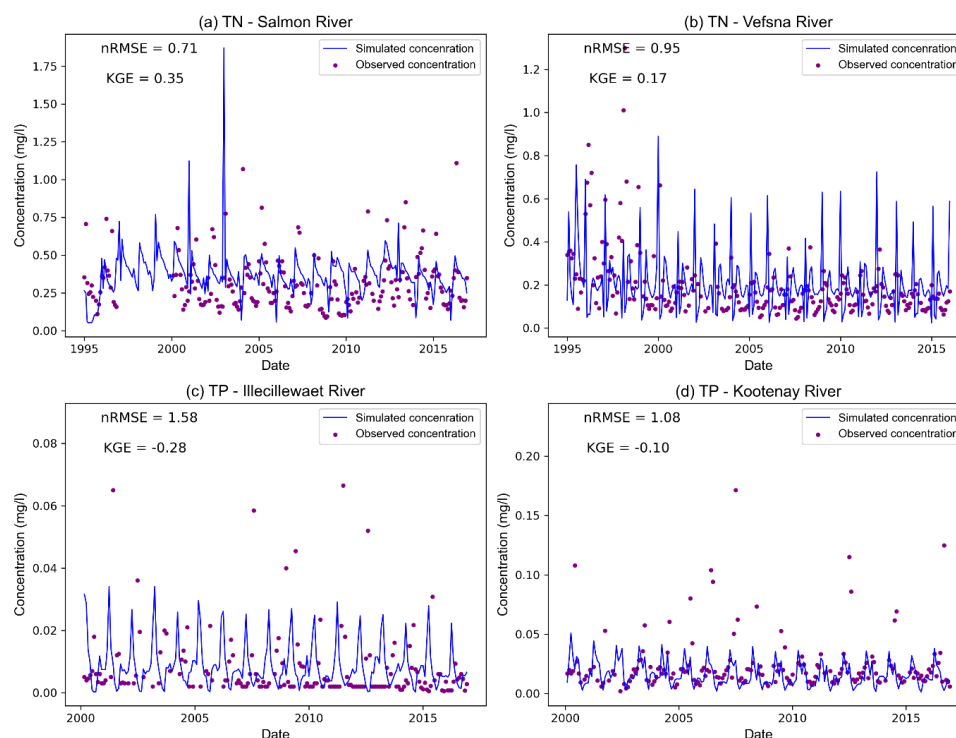 (a) TN - Salmon River
nRMSE = 0.71
KGE = 0.35
Simulated concenration
Observed concentration
Concentration (mg/l)
1.75
1.50
1.25
1.00
0.75
0.50
0.25
0.00
1995
2000
2005
2010
2015
Date
(b) TN - Vefsna River
nRMSE = 0.95
KGE = 0.17
Simulated concenration
Observed concentration
Concentration (mg/l)
1.2
1.0
0.8
0.6
0.4
0.2
0.0
1995
2000
2005
2010
2015
Date
(c) TP - Illecillewaet River
nRMSE = 1.58
KGE = -0.28
Simulated concenration
Observed concentration
Concentration (mg/l)
0.08
0.06
0.04
0.02
0.00
2000
2005
2010
2015
Date
(d) TP - Kootenay River
nRMSE = 1.08
KGE = -0.10
Simulated concenration
Observed concentration
Concentration (mg/l)
0.20
0.15
0.10
0.05
0.00
2000
2005
2010
2015
Date